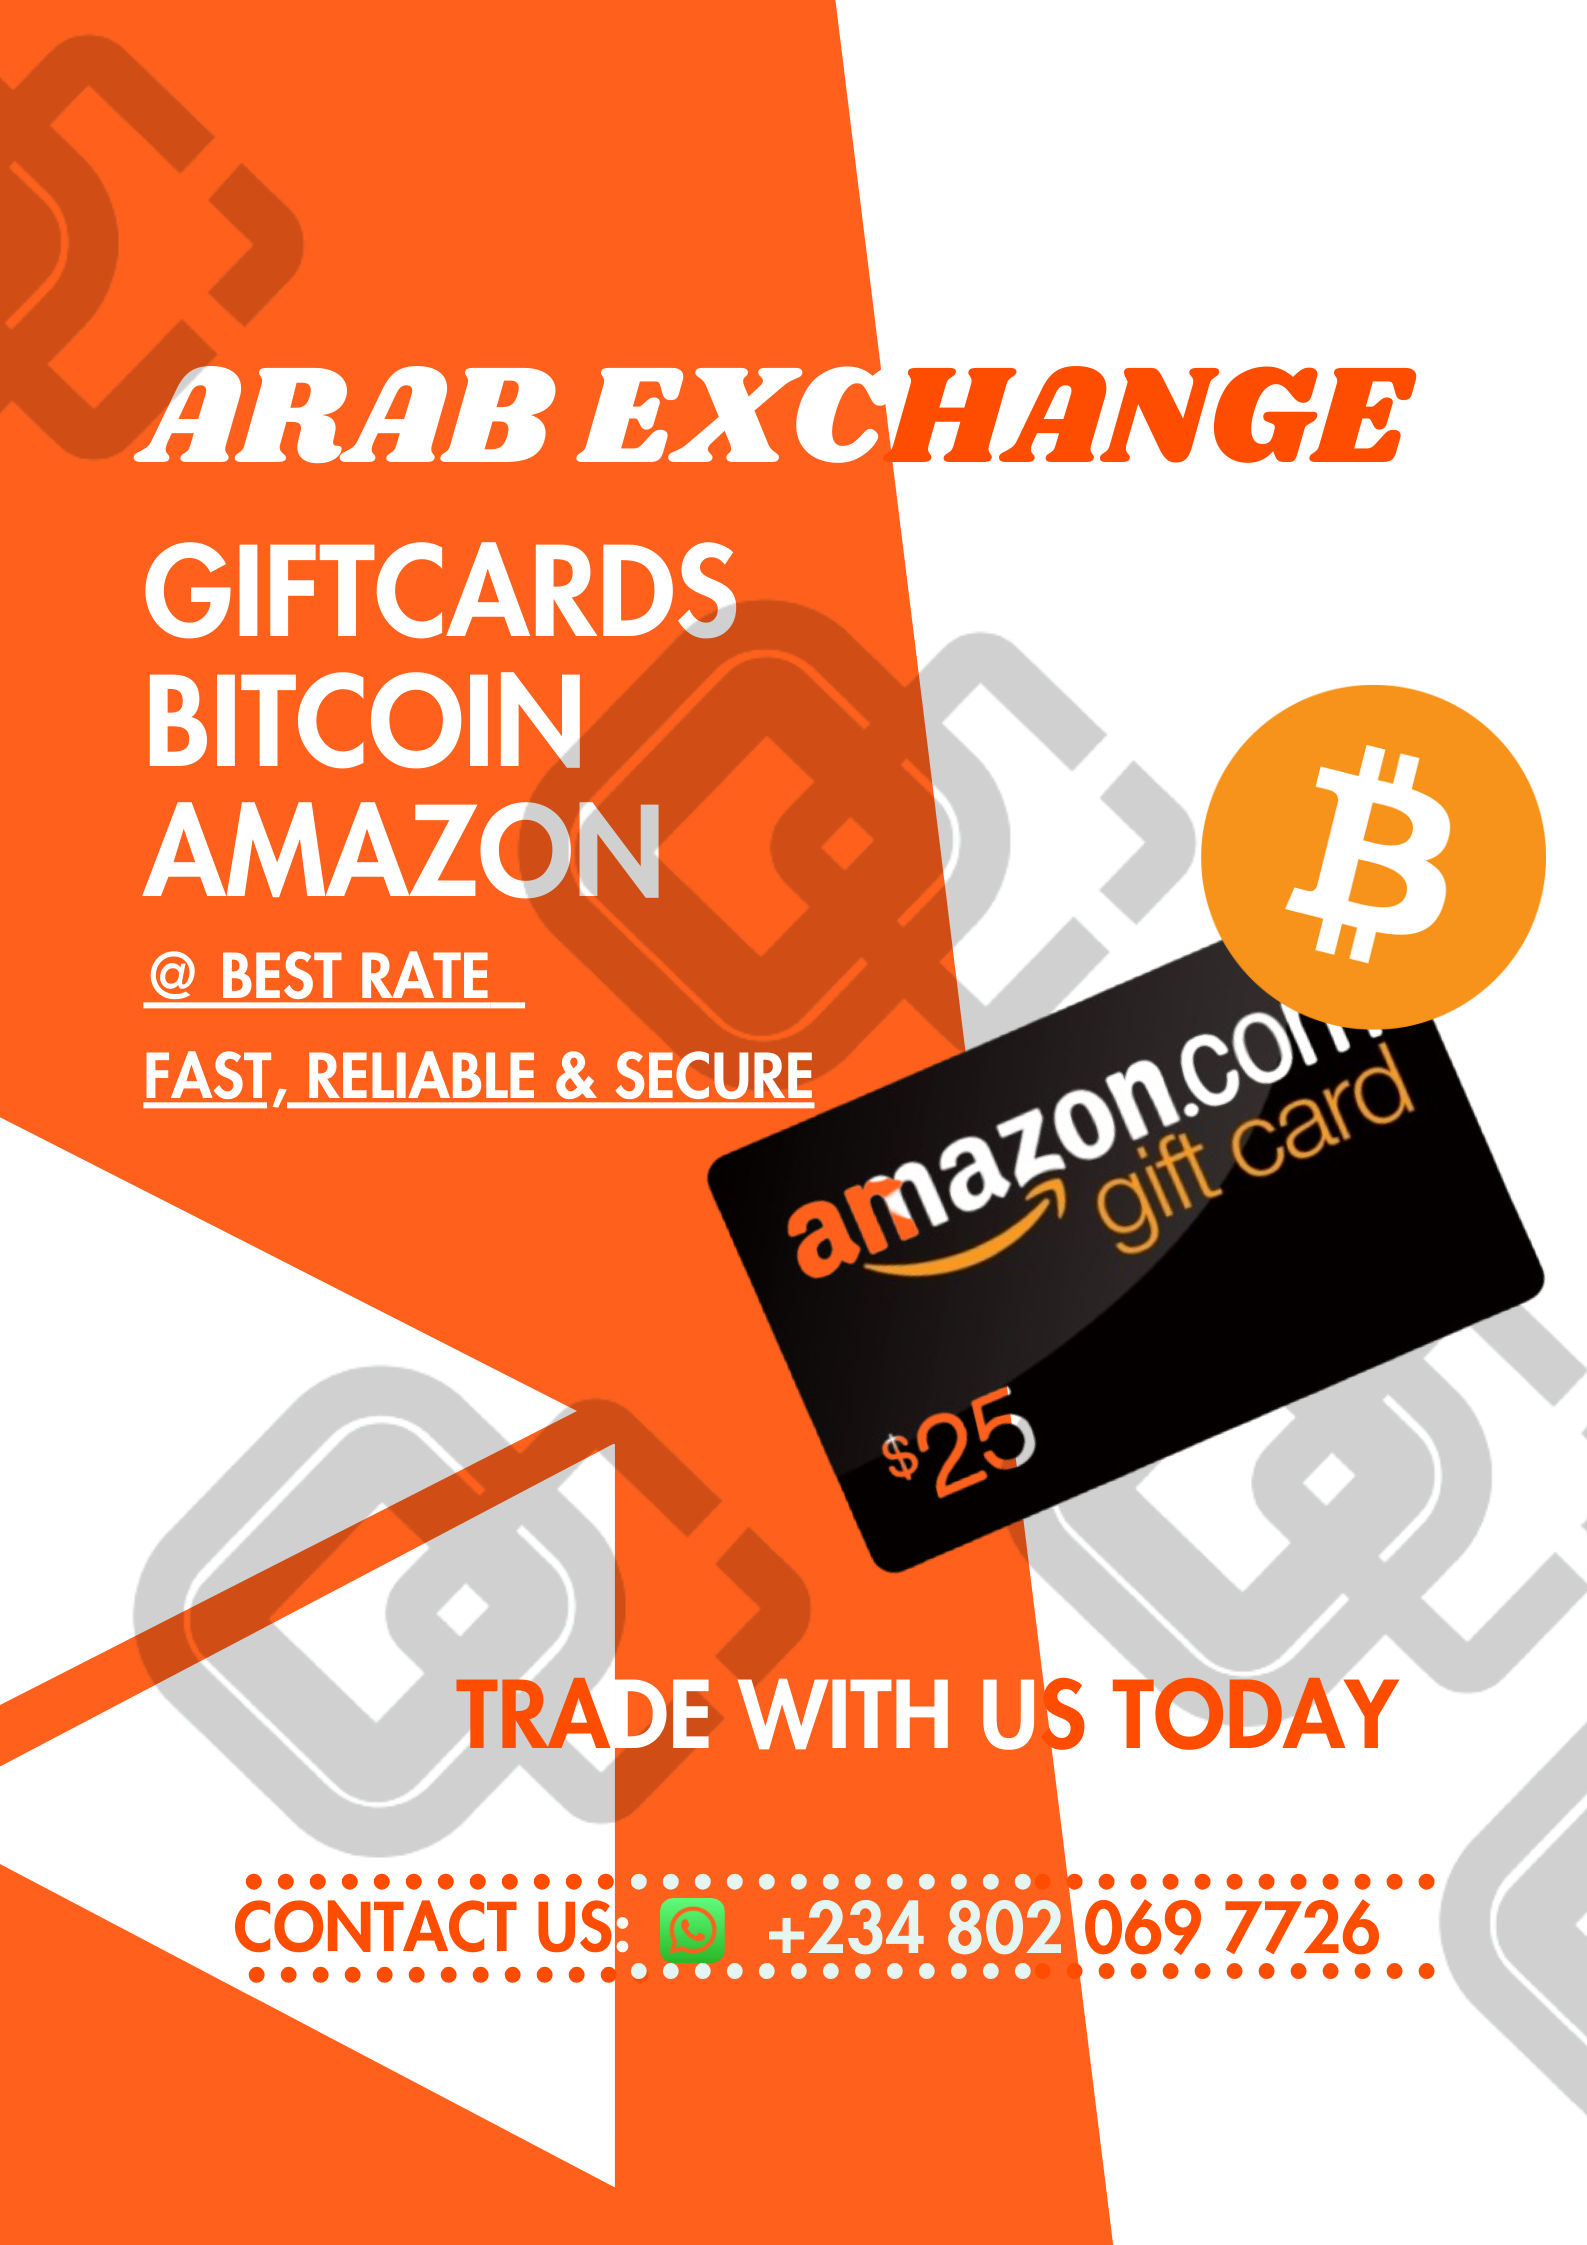 ARAB EXCHANGE
GIFTCARDS
BITCOIN
AMAZON
@ BEST RATE
FAST, RELIABLE & SECURE
amazon.com
gift card
$25
TRADE WITH US TODAY
CONTACT US: +234 802 069 7726